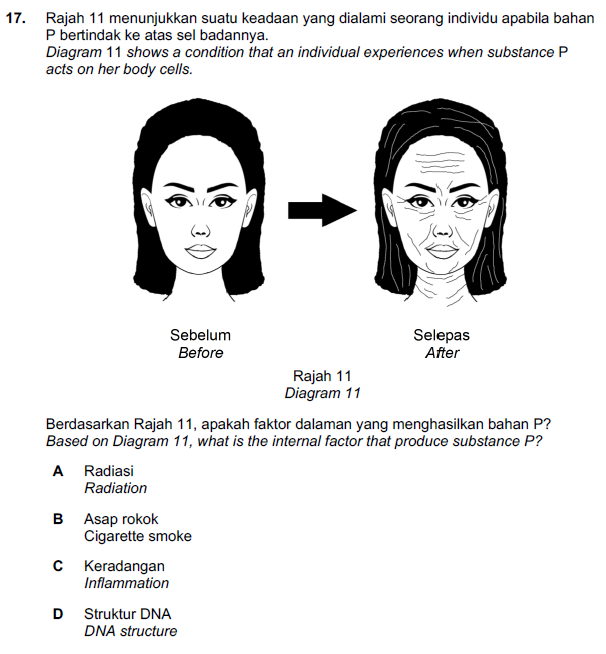 17. Rajah 11 menunjukkan suatu keadaan yang dialami seorang individu apabila bahan
P bertindak ke atas sel badannya.
Diagram 11 shows a condition that an individual experiences when substance P
acts on her body cells.
Sebelum
Before
Selepas
After
Rajah 11
Diagram 11
Berdasarkan Rajah 11, apakah faktor dalaman yang menghasilkan bahan P?
Based on Diagram 11, what is the internal factor that produce substance P?
A Radiasi
Radiation
B Asap rokok
Cigarette smoke
C Keradangan
Inflammation
D Struktur DNA
DNA structure